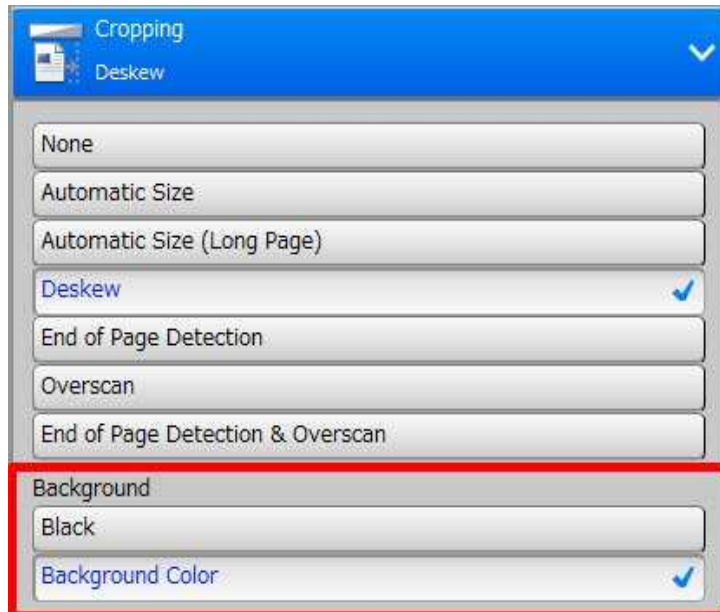 Cropping
Deskew
None
Automatic Size
Automatic Size (Long Page)
Deskew
End of Page Detection
Overscan
End of Page Detection & Overscan
Background
Black
Background Color